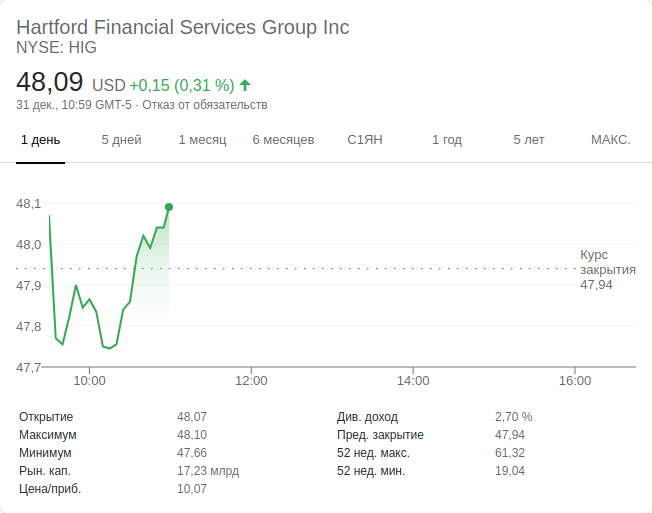 Hartford Financial Services Group Inc
NYSE: HIG
48,09 USD +0,15 (0,31 %)
31 дек., 10:59 GMT-5 · Отказ от обязательств
1 день 5 дней 1 месяц 6 месяцев С1ЯН 1 год 5 лет МАКС.
48,1
48,0
47,9
47,8
47,7
Курс
закрытия
47,94
10:00 12:00 14:00 16:00
Открытие 48,07 Див. доход 2,70 %
Максимум 48,10 Пред. закрытие 47,94
Минимум 47,66 52 нед. макс. 61,32
Рын. кап. 17,23 млрд 52 нед. мин. 19,04
Цена/приб. 10,07